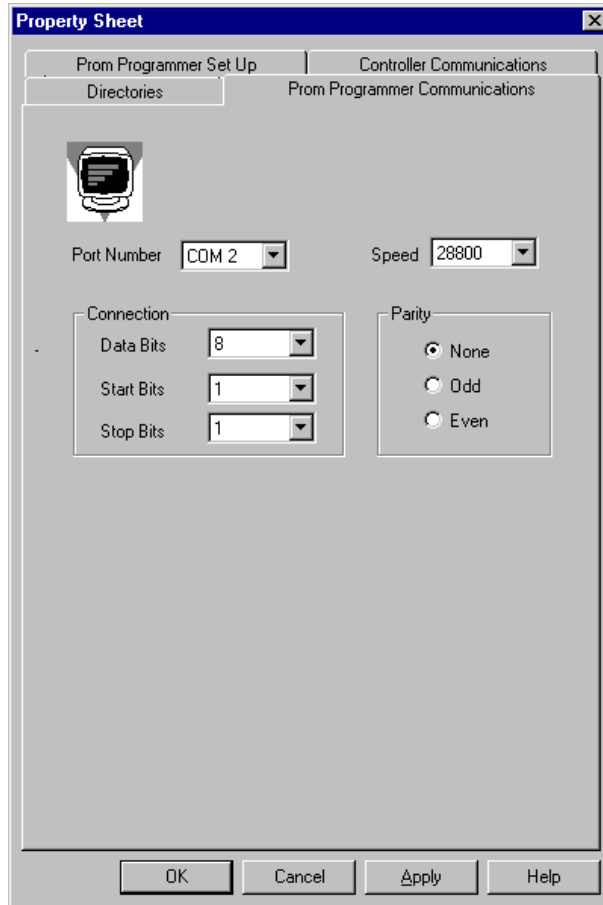 Property Sheet
Prom Programmer Set Up
Controller Communications
Directories
Prom Programmer Communications
Port Number COM 2
Speed 28800
Connection
Data Bits 8
Start Bits 1
Stop Bits 1
Parity
None
Odd
Even
OK Cancel Apply Help